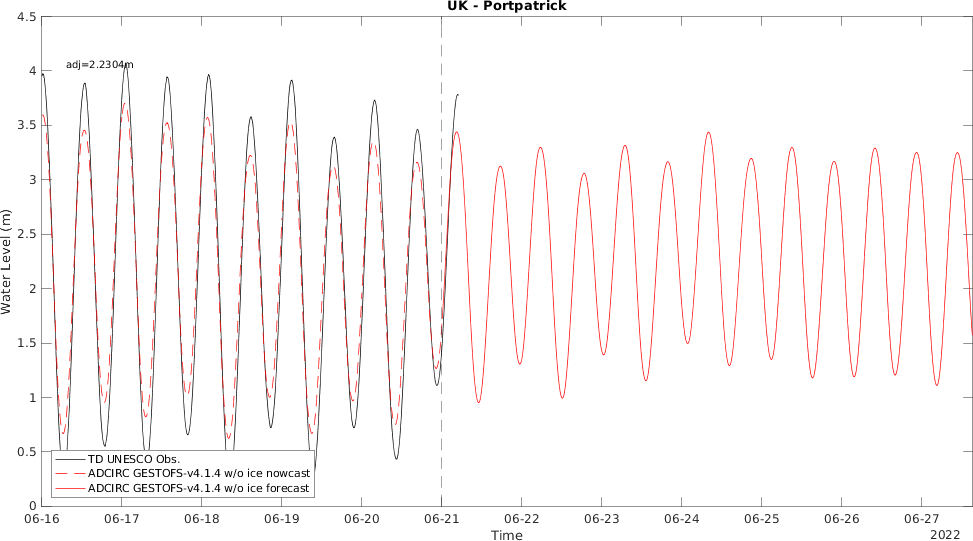 UK - Portpatrick
adj=2.2304m
Water Level (m)
4.5
4
3.5
3
2.5
2
1.5
1
0.5
0
TD UNESCO Obs.
ADCIRC GESTOFS-v4.1.4 w/o ice nowcast
ADCIRC GESTOFS-v4.1.4 w/o ice forecast
06-16 06-17 06-18 06-19 06-20 06-21 06-22 06-23 06-24 06-25 06-26 06-27
Time
2022